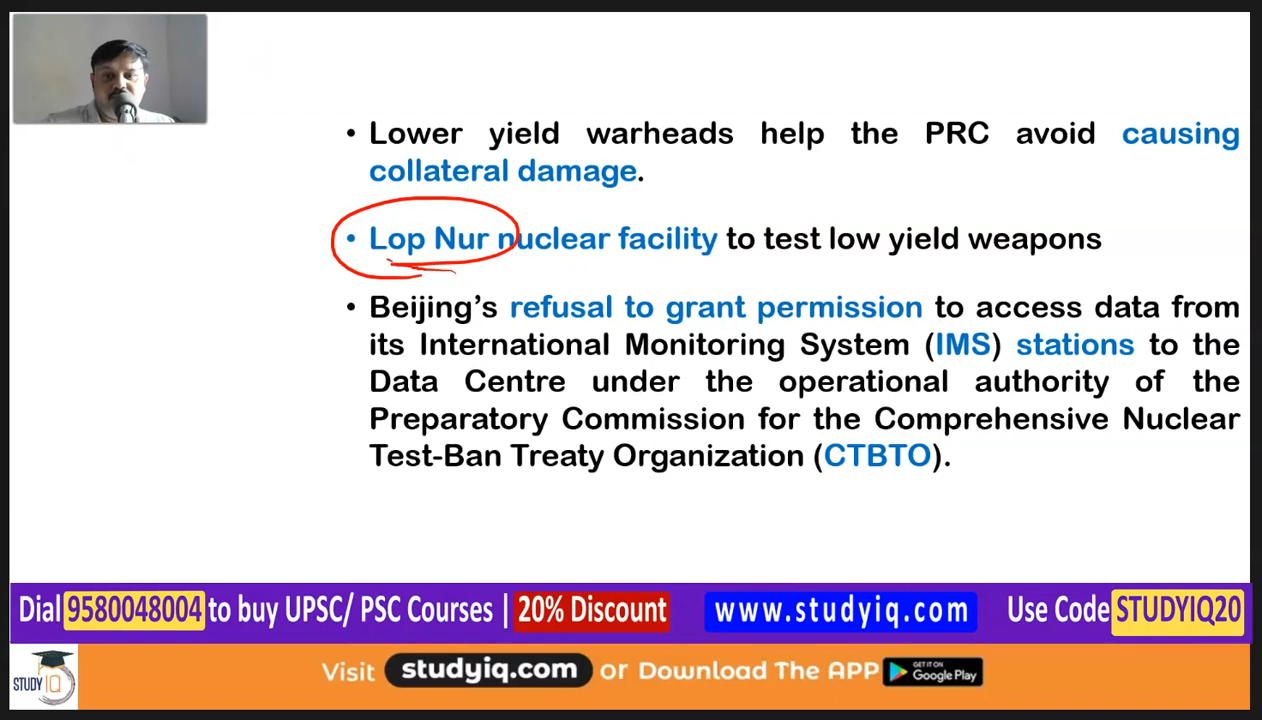 • Lower yield warheads help the PRC avoid causing
collateral damage.
• Lop Nur nuclear facility to test low yield weapons
• Beijing’s refusal to grant permission to access data from
its International Monitoring System (IMS) stations to the
Data Centre under the operational authority of the
Preparatory Commission for the Comprehensive Nuclear
Test-Ban Treaty Organization (CTBTO).
Dial 9580048004 to buy UPSC/ PSC Courses | 20% Discount www.studyiq.com Use Code STUDYIQ20
STUDY IQ Visit studyiq.com or Download The APP GET IT ON Google Play